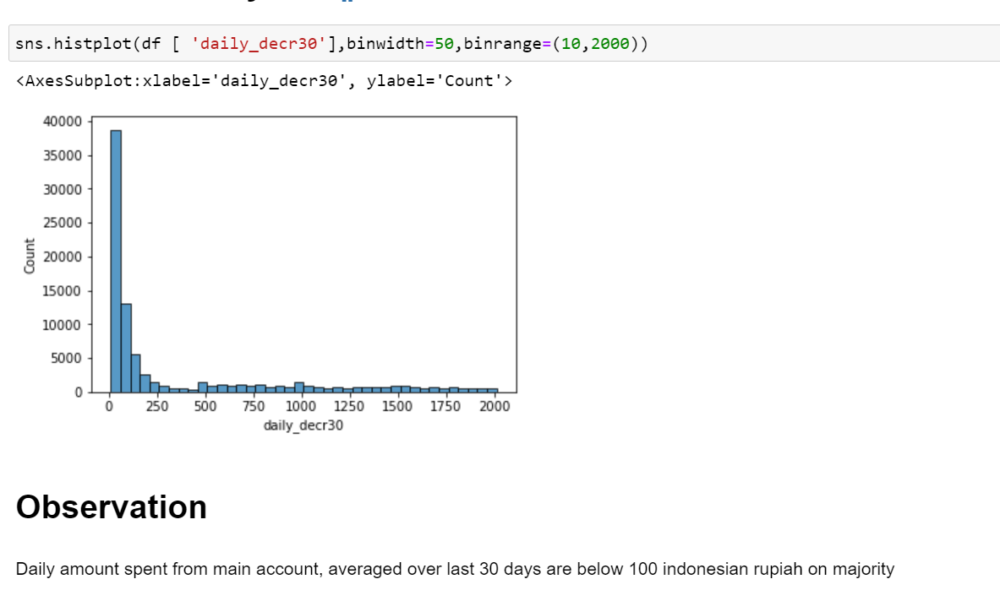 sns.histplot(df [ 'daily_decr30'],binwidth=50,binrange=(10,2000))
<AxesSubplot:xlabel='daily_decr30', ylabel='Count'>
40000
35000
30000
25000
20000
15000
10000
5000
0
Count
0 250 500 750 1000 1250 1500 1750 2000
daily_decr30
Observation
Daily amount spent from main account, averaged over last 30 days are below 100 indonesian rupiah on majority